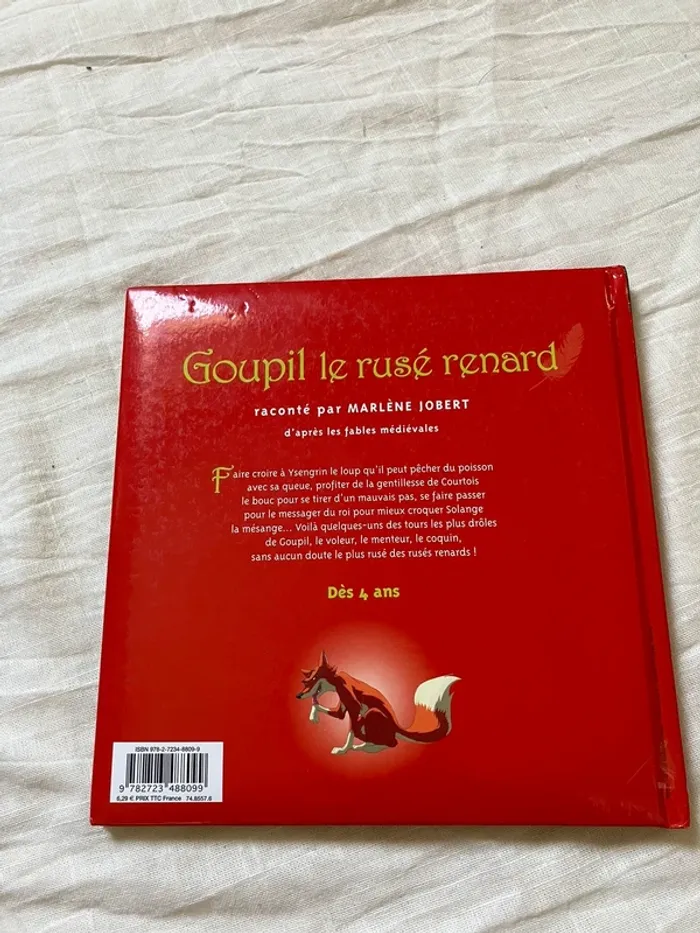 Goupil le rusé renard
raconté par MARLÈNE JOBERT
d'après les fables médiévales
Faire croire à Ysengrin le loup qu'il peut pêcher du poisson
avec sa queue, profiter de la gentillesse de Courtois
le bouc pour se tirer d'un mauvais pas, se faire passer
pour le messager du roi pour mieux croquer Solange
la mésange... Voilà quelques-uns des tours les plus drôles
de Goupil, le voleur, le menteur, le coquin,
sans aucun doute le plus rusé des rusés renards !
Dès 4 ans
ISBN 978-2-7234-8809-9
9 782723 488099
6,29 € PRIX TTC France 74.8557.6